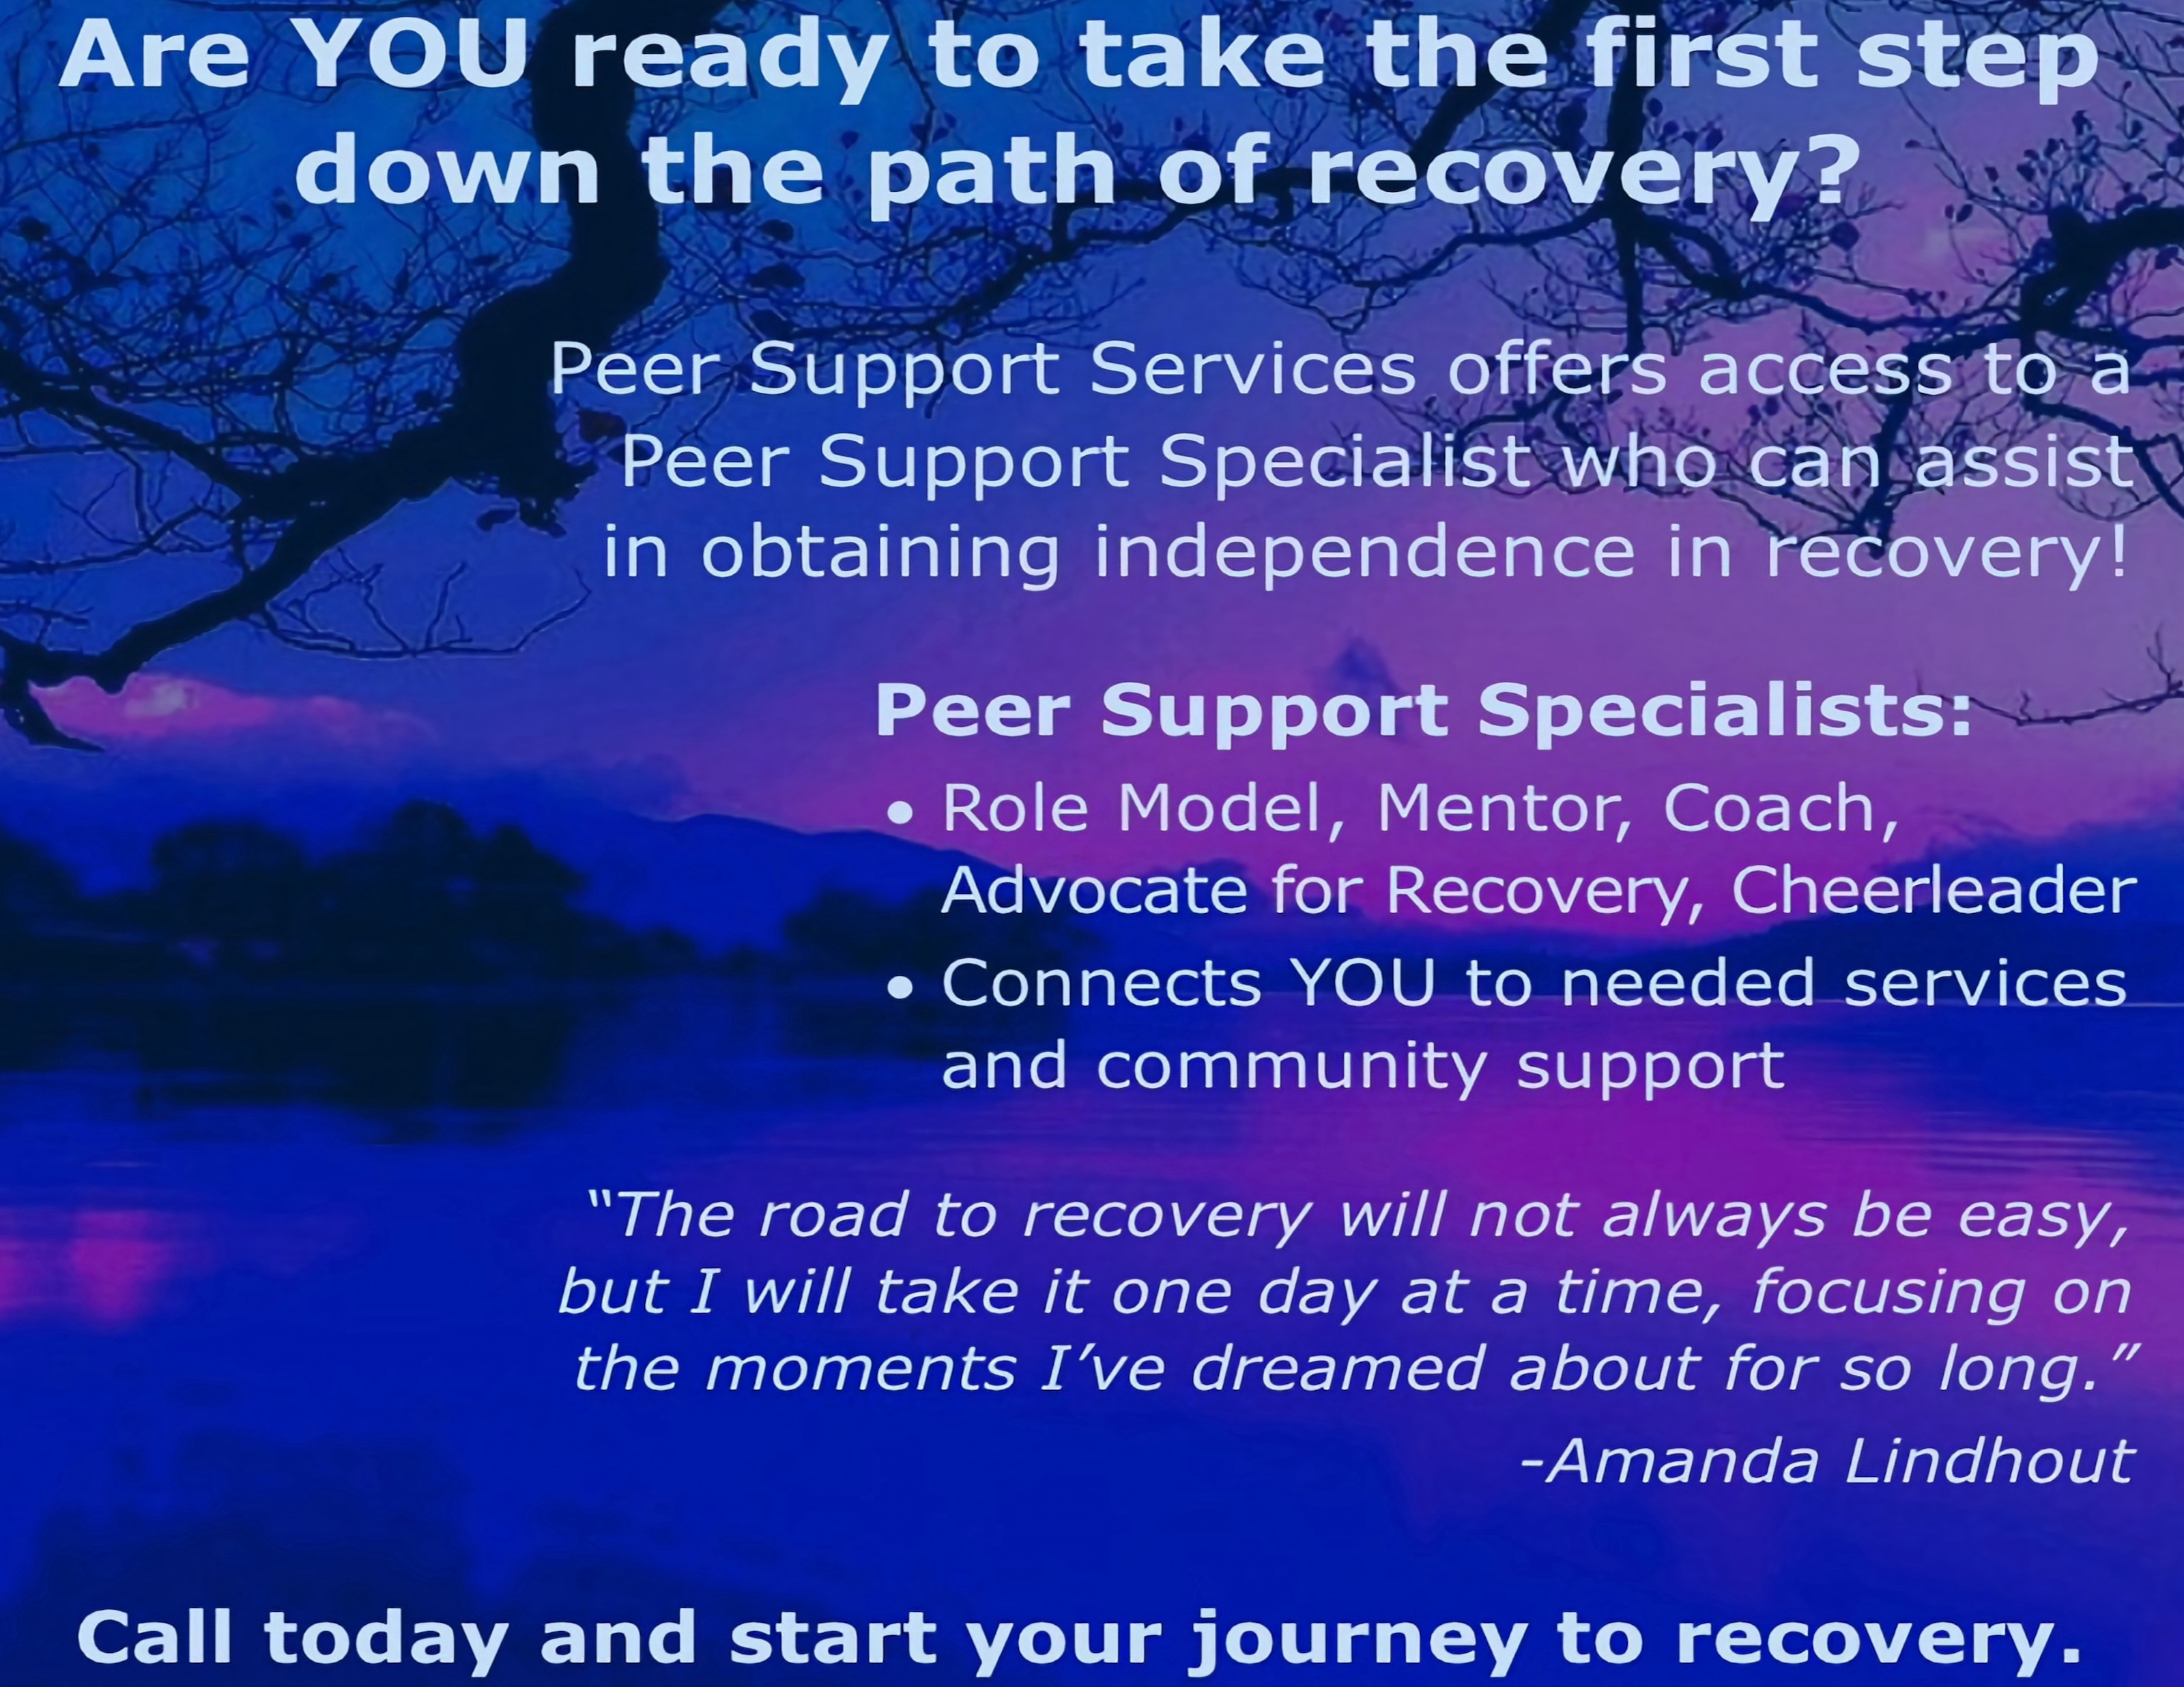 Are YOU ready to take the first step
down the path of recovery?
Peer Support Services offers access to a
Peer Support Specialist who can assist
in obtaining independence in recovery!
Peer Support Specialists:
• Role Model, Mentor, Coach,
Advocate for Recovery, Cheerleader
• Connects YOU to needed services
and community support
“The road to recovery will not always be easy,
but I will take it one day at a time, focusing on
the moments I’ve dreamed about for so long.”
-Amanda Lindhout
Call today and start your journey to recovery.